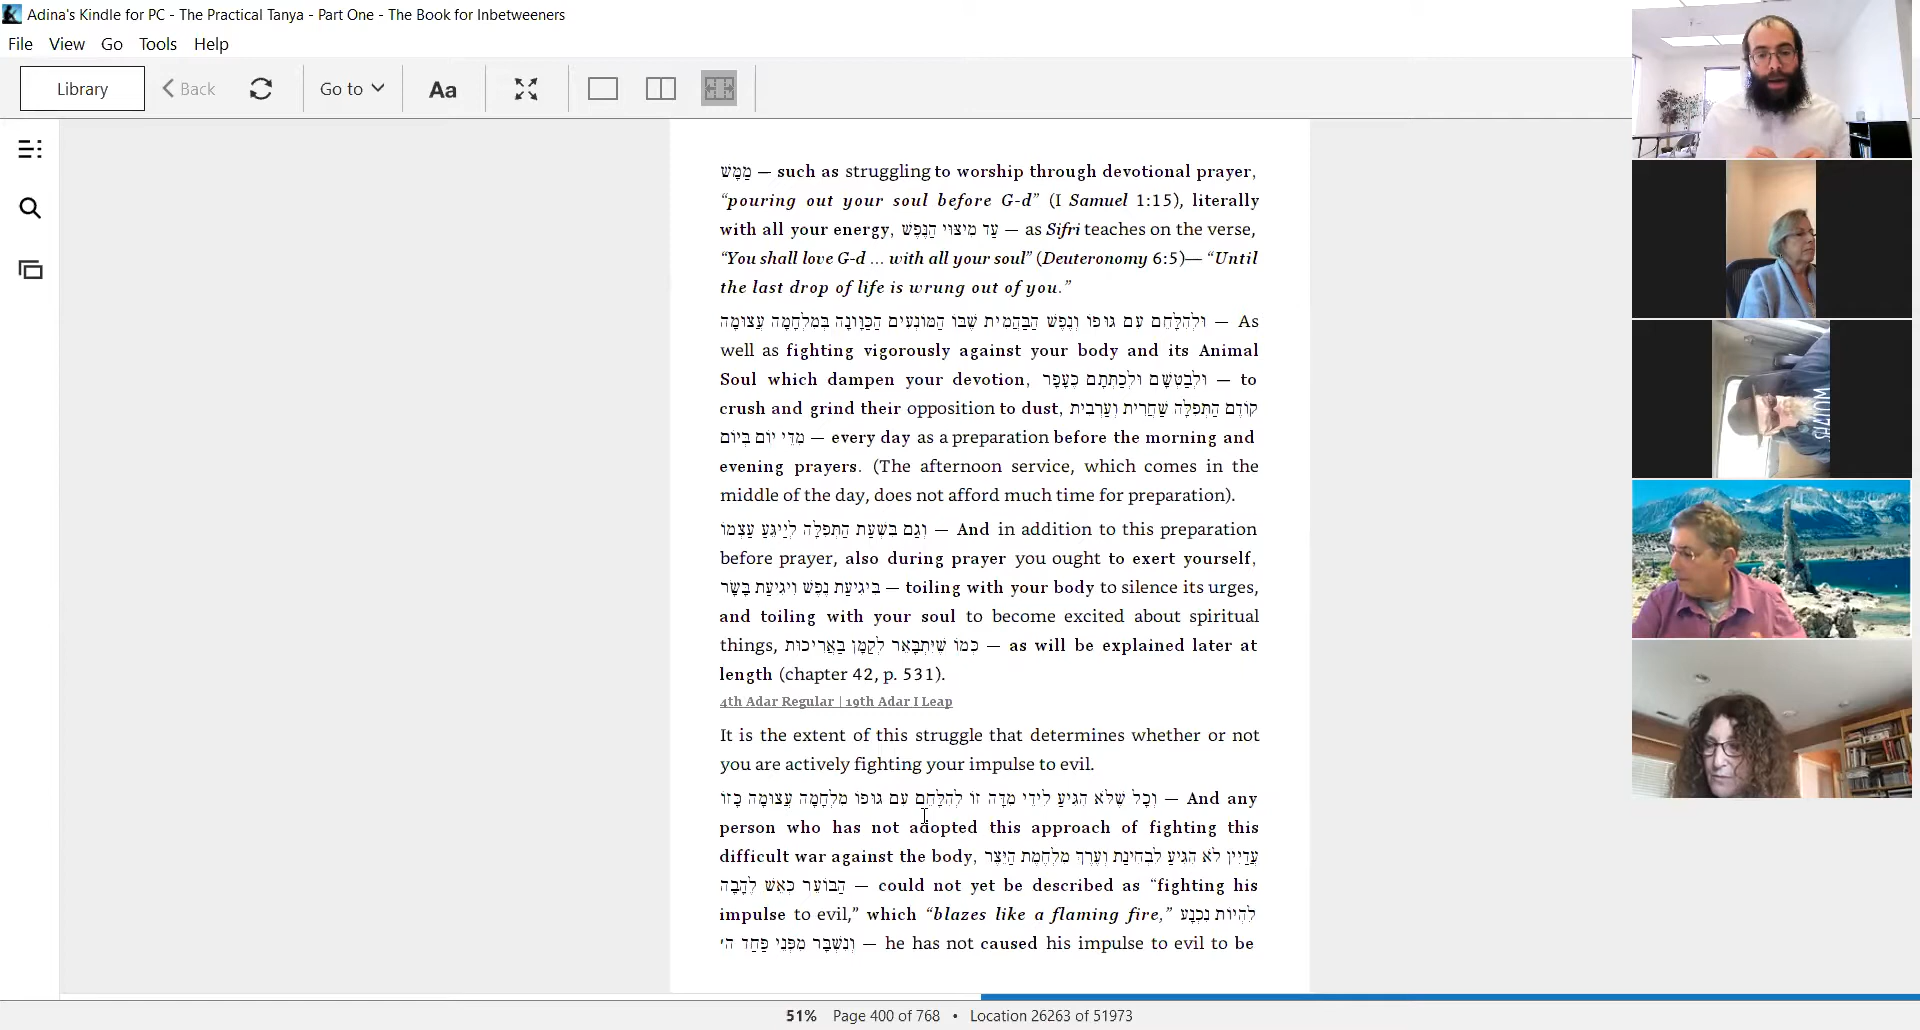 Adina's Kindle for PC - The Practical Tanya - Part One - The Book for Inbetweeners
File View Go Tools Help
Library Back Go to Aa
מַמָּשׁ — such as struggling to worship through devotional prayer,
“pouring out your soul before G-d” (I Samuel 1:15), literally
with all your energy, עַד מִיצוּי הַנֶּפֶשׁ — as Sifri teaches on the verse,
“You shall love G-d ... with all your soul” (Deuteronomy 6:5)— “Until
the last drop of life is wrung out of you.”
וּלְהִלָּחֵם עִם גּוּפוֹ וְנֶפֶשׁ הַבַּהֲמִית שֶׁבּוֹ הַמּוֹנְעִים הַכַּוָּונָה בְּמִלְחָמָה עֲצוּמָה — As
well as fighting vigorously against your body and its Animal
Soul which dampen your devotion, וּלְבַטְּשָׁם וּלְכַתְּתָם כְּעָפָר — to
crush and grind their opposition to dust, קוֹדֶם הַתְּפִלָּה שַׁחֲרִית וְעַרְבִית
מִדֵּי יוֹם בְּיוֹם — every day as a preparation before the morning and
evening prayers. (The afternoon service, which comes in the
middle of the day, does not afford much time for preparation).
וְגַם בִּשְׁעַת הַתְּפִלָּה לְיַיגֵּעַ עַצְמוֹ — And in addition to this preparation
before prayer, also during prayer you ought to exert yourself,
בִּיגִיעַת נֶפֶשׁ וִיגִיעַת בָּשָׂר — toiling with your body to silence its urges,
and toiling with your soul to become excited about spiritual
things, כְּמוֹ שֶׁיִּתְבָּאֵר לְקַמָּן בַּאֲרִיכוּת — as will be explained later at
length (chapter 42, p. 531).
4th Adar Regular | 19th Adar I Leap
It is the extent of this struggle that determines whether or not
you are actively fighting your impulse to evil.
וְכָל שֶׁלֹּא הִגִּיעַ לִידֵי מִדָּה זוֹ לְהִלָּחֵם עִם גּוּפוֹ מִלְחָמָה עֲצוּמָה כָּזוֹ — And any
person who has not adopted this approach of fighting this
difficult war against the body, עֲדַיִין לֹא הִגִּיעַ לִבְחִינַת וְעֶרֶךְ מִלְחֶמֶת הַיֵּצֶר
הַבּוֹעֵר כְּאֵשׁ לֶהָבָה — could not yet be described as “fighting his
impulse to evil,” which “blazes like a flaming fire,” לִהְיוֹת נִכְנָע
וְנִשְׁבָּר מִפְּנֵי פַּחַד ה׳ — he has not caused his impulse to evil to be
51% Page 400 of 768 • Location 26263 of 51973
SHALOM